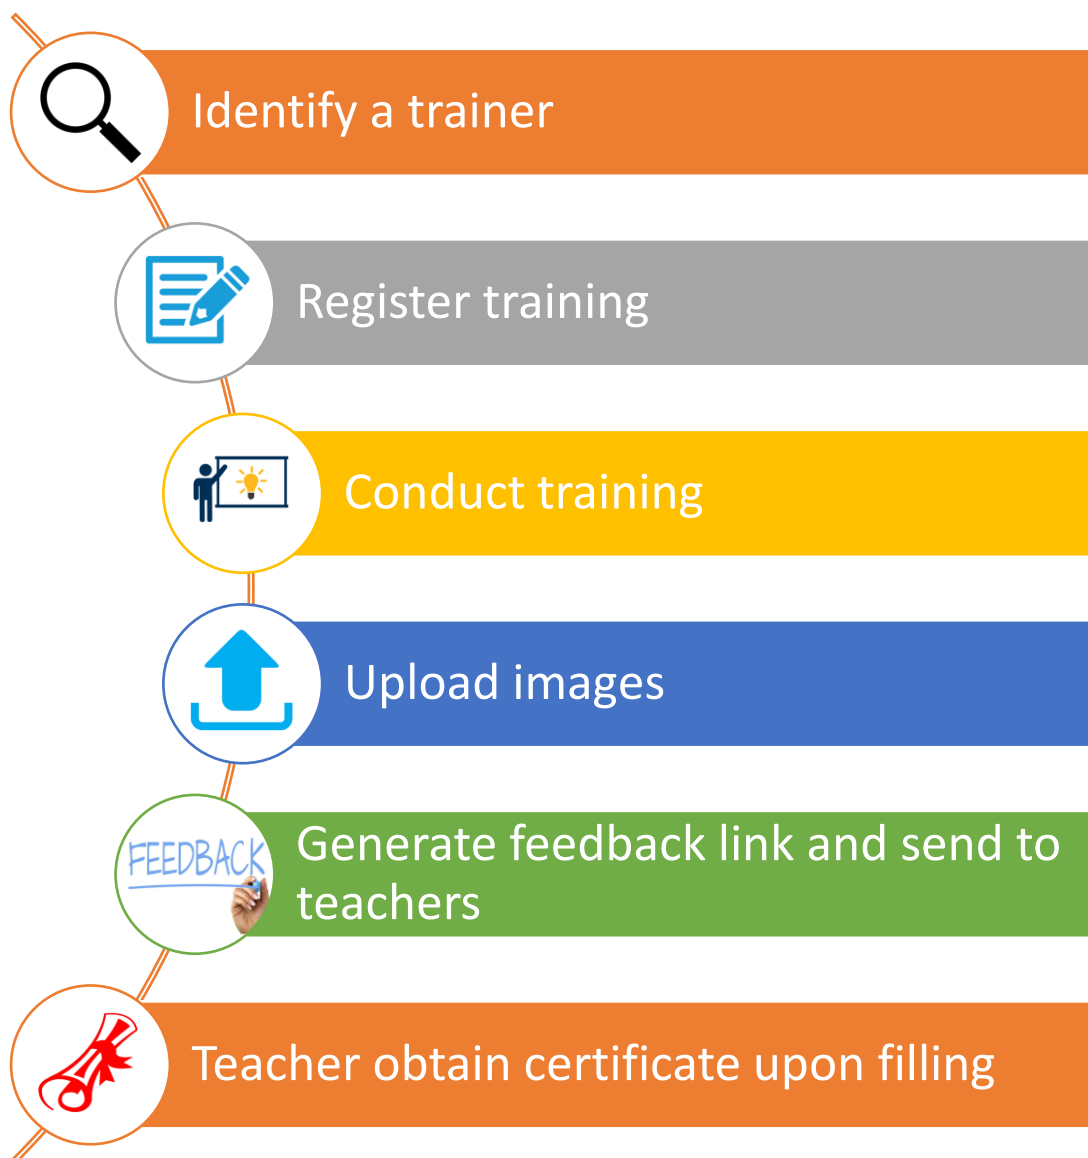 Identify a trainer
Register training
Conduct training
Upload images
FEEDBACK
Generate feedback link and send to
teachers
Teacher obtain certificate upon filling